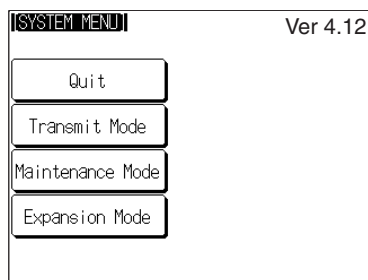 [SYSTEM MENU]
Ver 4.12
Quit
Transmit Mode
Maintenance Mode
Expansion Mode